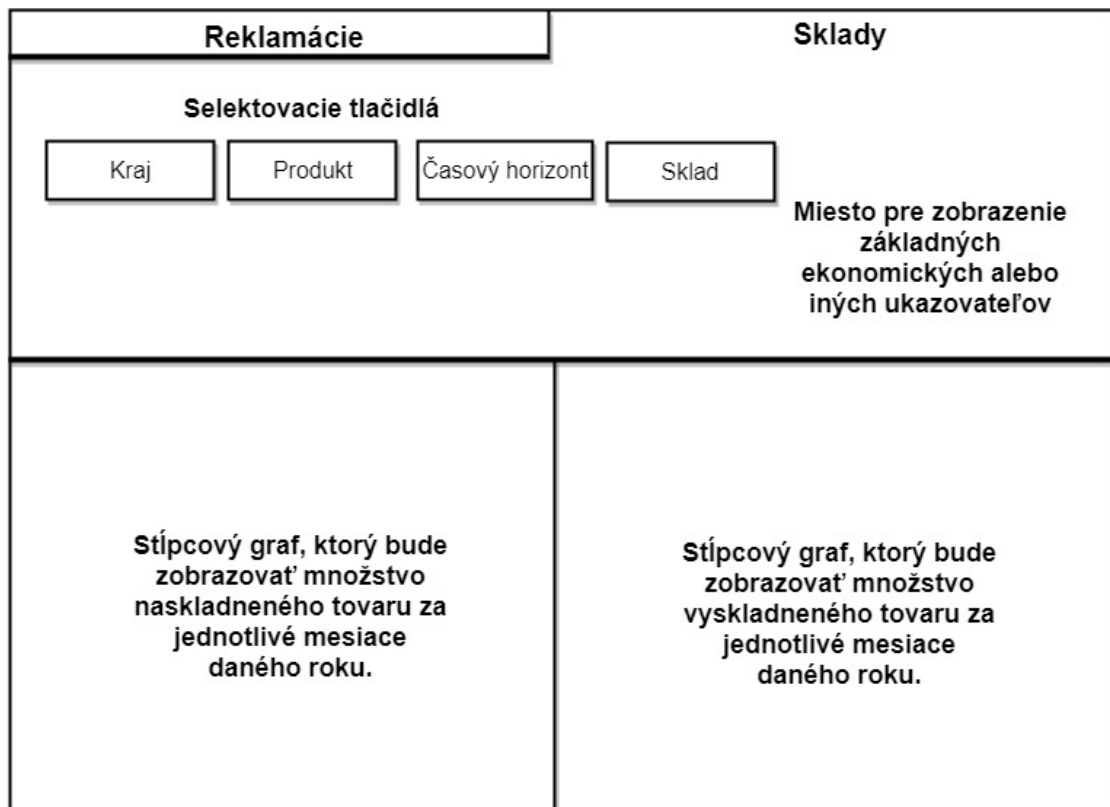 Reklamácie
Sklady
Selektovacie tlačidlá
Kraj
Produkt
Časový horizont
Sklad
Miesto pre zobrazenie
základných
ekonomických alebo
iných ukazovateľov
Stĺpcový graf, ktorý bude
zobrazovať množstvo
naskladneného tovaru za
jednotlivé mesiace
daného roku.
Stĺpcový graf, ktorý bude
zobrazovať množstvo
vyskladneného tovaru za
jednotlivé mesiace
daného roku.